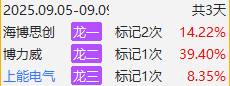 2025.09.05-09.09 共3天
海博思创 龙一 标记2次 14.22%
博力威 龙二 标记1次 39.40%
上能电气 龙三 标记1次 8.35%